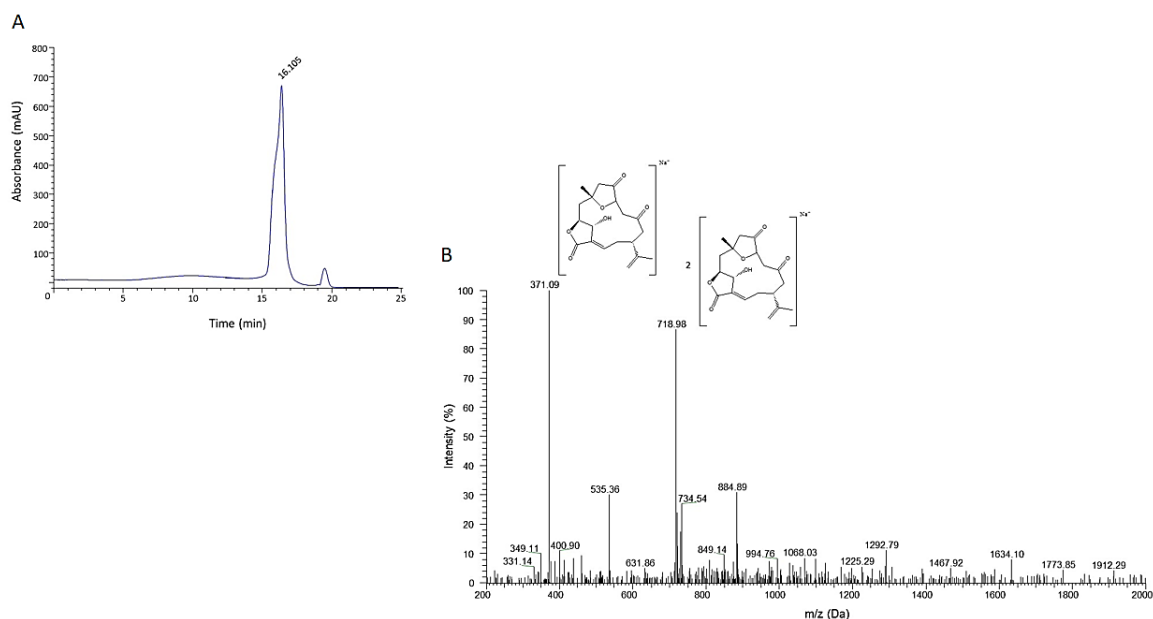 A
800
700
600
500
400
300
200
100
0
5
10
15
20
25
16.105
Absorbance (mAU)
Time (min)
B
Na⁺
O
O
O
OH
O
O
2
Na⁺
O
O
O
OH
O
O
100
90
80
70
60
50
40
30
20
10
0
371.09
718.98
535.36
884.89
734.54
349.11
400.90
331.14
631.86
849.14
994.76
1068.03
1225.29
1292.79
1467.92
1634.10
1773.85
1912.29
200
400
600
800
1000
1200
1400
1600
1800
2000
Intensity (%)
m/z (Da)